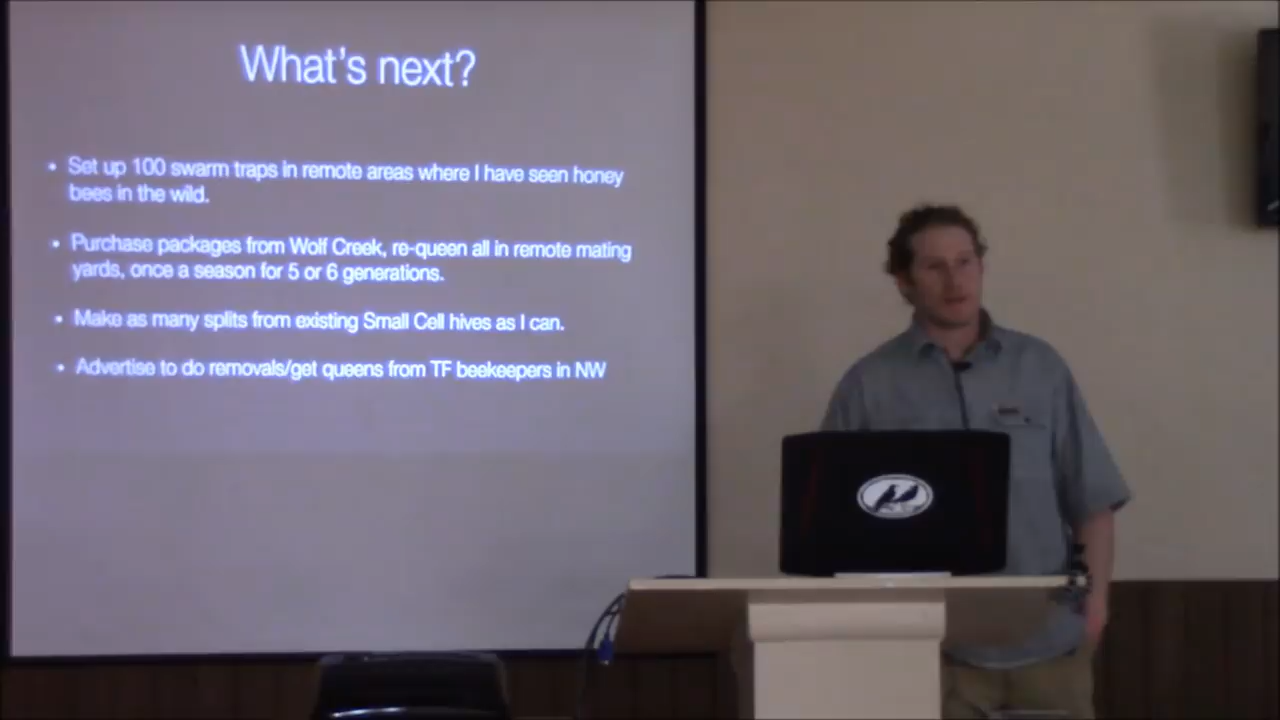 What's next?
• Set up 100 swarm traps in remote areas where I have seen honey
bees in the wild.
• Purchase packages from Wolf Creek, re-queen all in remote mating
yards, once a season for 5 or 6 generations.
• Make as many splits from existing Small Cell hives as I can.
• Advertise to do removals/get queens from TF beekeepers in NW